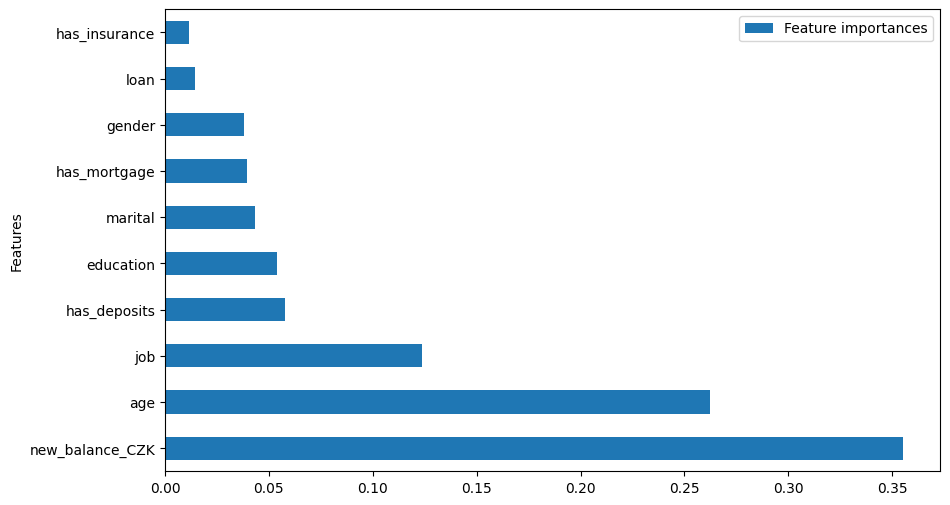 Feature importances
has_insurance
loan
gender
has_mortgage
marital
education
has_deposits
job
age
new_balance_CZK
Features
0.00 0.05 0.10 0.15 0.20 0.25 0.30 0.35